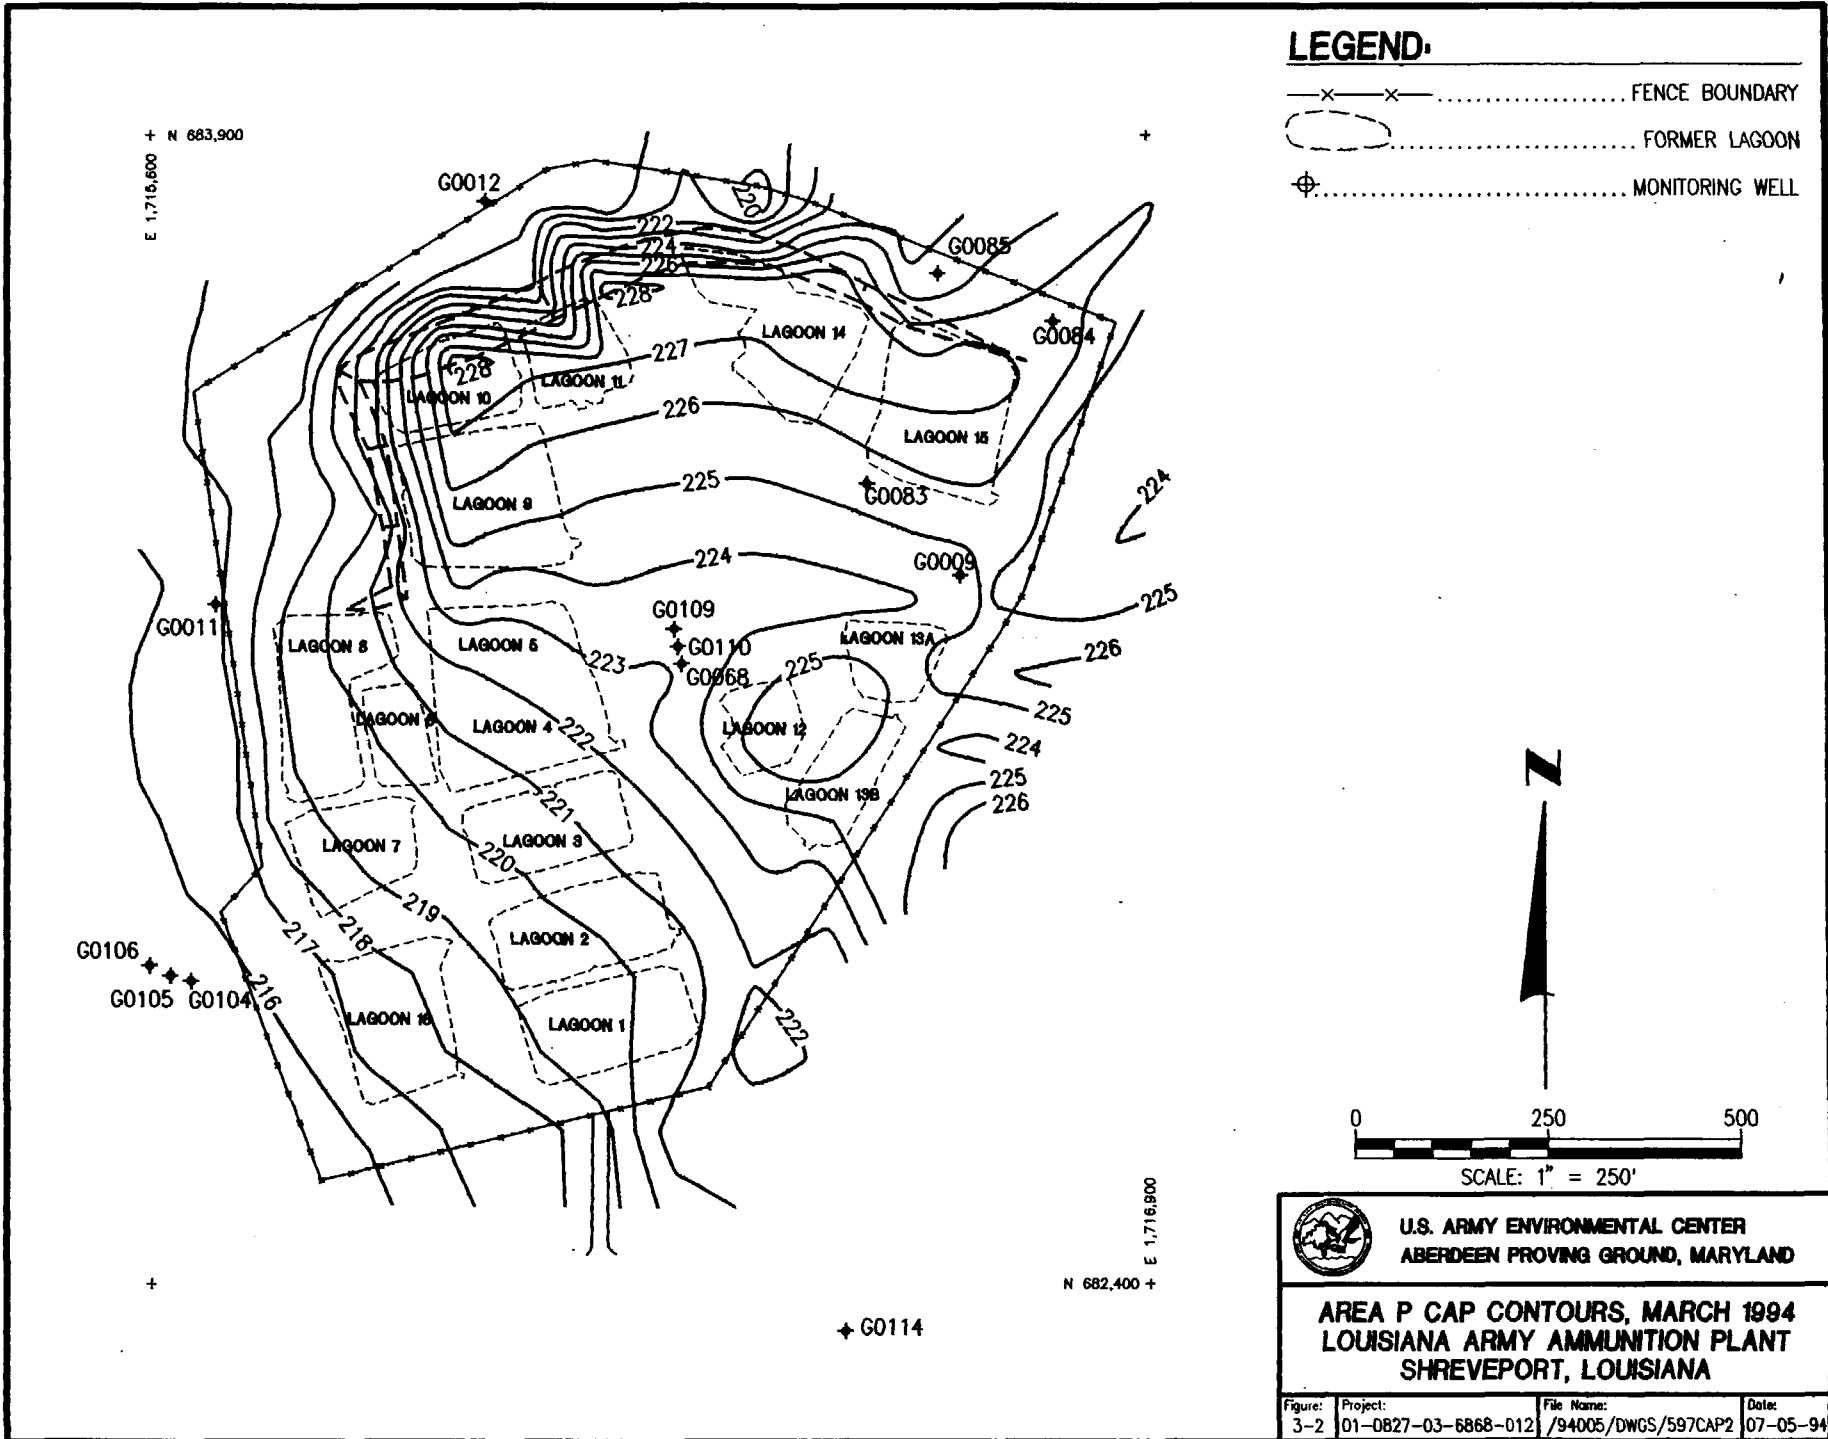 LEGEND:
FENCE BOUNDARY
FORMER LAGOON
MONITORING WELL
N 683,900
E 1,715,600
G0012
220
222
224
226
228
G0085
G0084
LAGOON 14
227
228
LAGOON 11
LAGOON 10
226
LAGOON 15
225
G0083
LAGOON 9
224
224
G0009
225
G0109
G0011
LAGOON 8
LAGOON 5
G0110
LAGOON 13A
223
G0068
225
226
LAGOON 6
LAGOON 4
222
LAGOON 12
225
224
225
LAGOON 13B
221
226
LAGOON 7
LAGOON 3
220
219
217
218
LAGOON 2
G0106
G0105
G0104
216
LAGOON 16
LAGOON 1
222
0 250 500
SCALE: 1" = 250'
E 1,716,900
N 682,400
G0114
U.S. ARMY ENVIRONMENTAL CENTER
ABERDEEN PROVING GROUND, MARYLAND
AREA P CAP CONTOURS, MARCH 1994
LOUISIANA ARMY AMMUNITION PLANT
SHREVEPORT, LOUISIANA
Figure: Project: File Name: Date:
3-2 01-0827-03-6868-012 /94005/DWGS/597CAP2 07-05-94
N